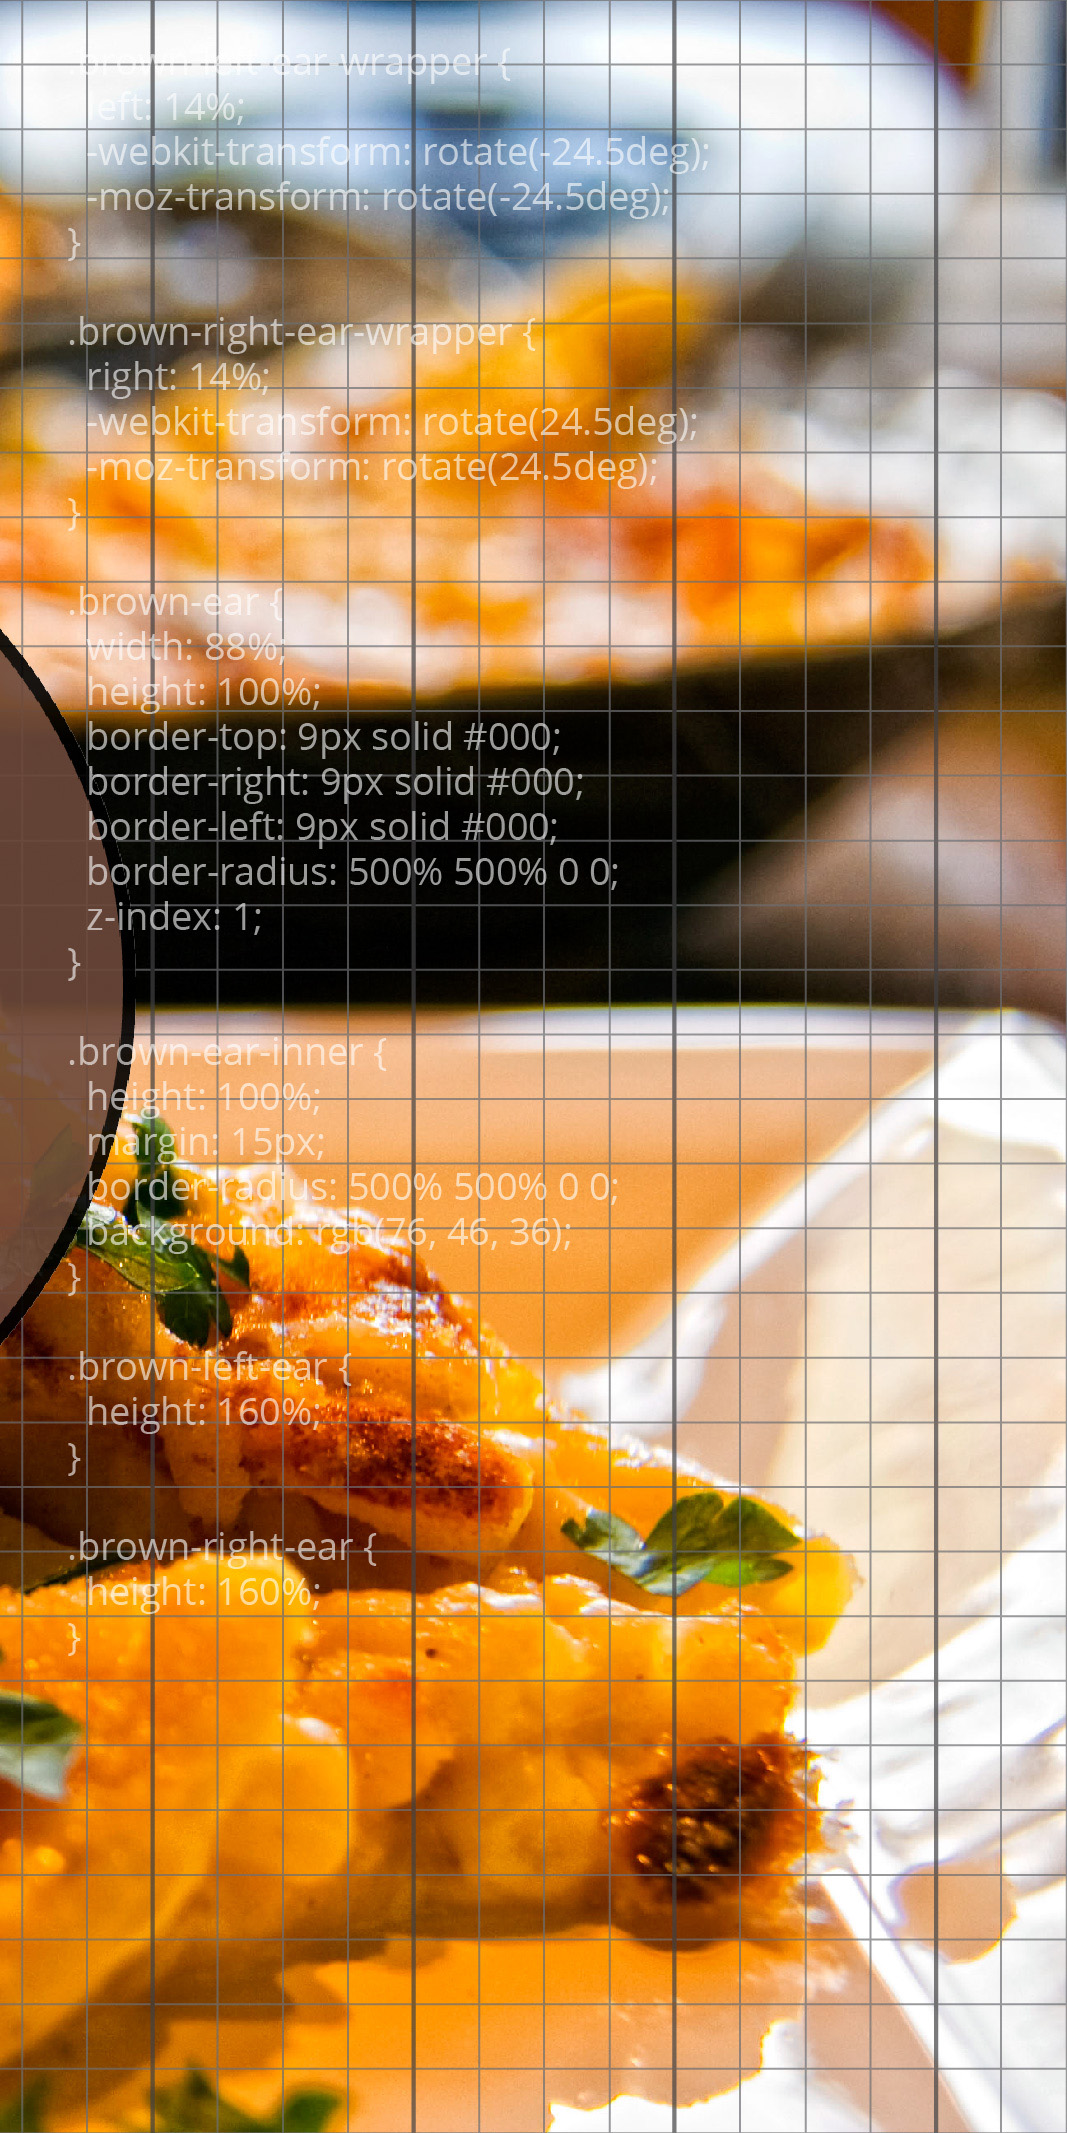 .brown-left-ear-wrapper {
left: 14%;
-webkit-transform: rotate(-24.5deg);
-moz-transform: rotate(-24.5deg);
}
.brown-right-ear-wrapper {
right: 14%;
-webkit-transform: rotate(24.5deg);
-moz-transform: rotate(24.5deg);
}
.brown-ear {
width: 88%;
height: 100%;
border-top: 9px solid #000;
border-right: 9px solid #000;
border-left: 9px solid #000;
border-radius: 500% 500% 0 0;
z-index: 1;
}
.brown-ear-inner {
height: 100%;
margin: 15px;
border-radius: 500% 500% 0 0;
background: rgb(76, 46, 36);
}
.brown-left-ear {
height: 160%;
}
.brown-right-ear {
height: 160%;
}